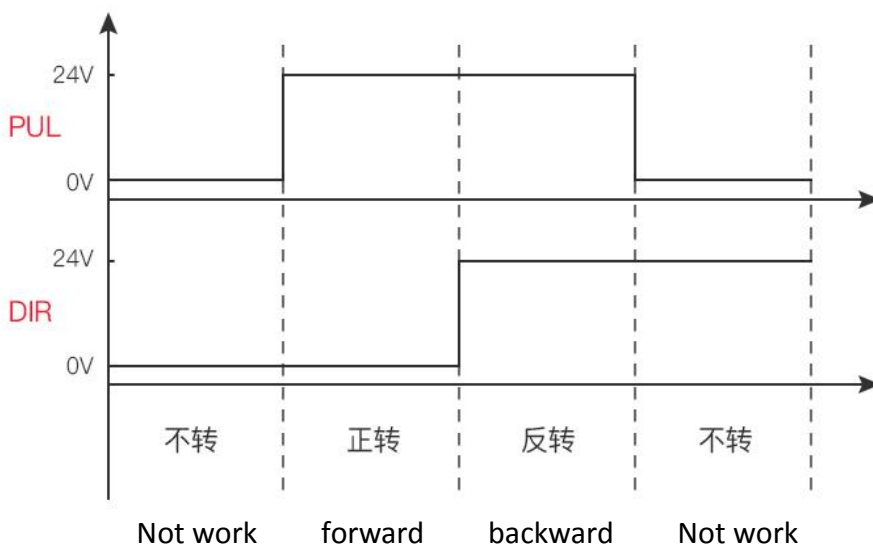 24V
PUL
0V
24V
DIR
0V
不转 正转 反转 不转
Not work forward backward Not work